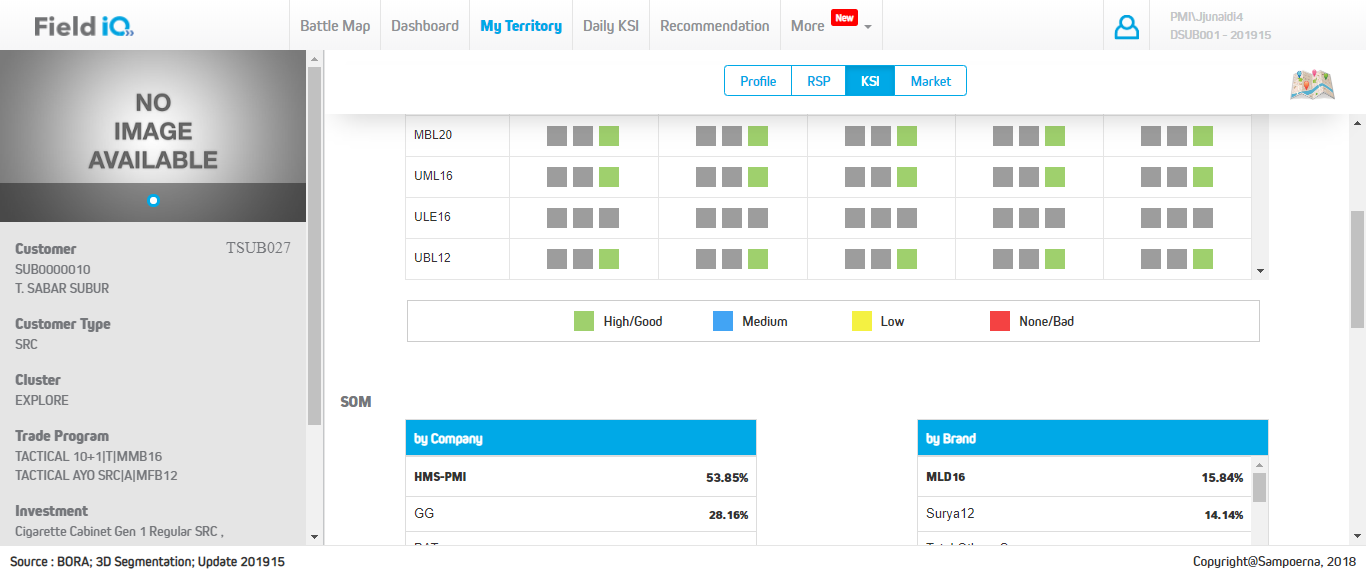 Field iQ
Battle Map
Dashboard
My Territory
Daily KSI
Recommendation
More
New
PMI\Jjunaidi4
DSUB001 - 201915
NO
IMAGE
AVAILABLE
Customer
TSUB027
SUB0000010
T. SABAR SUBUR
Customer Type
SRC
Cluster
EXPLORE
Trade Program
TACTICAL 10+1|T|MMB16
TACTICAL AYO SRC|A|MFB12
Investment
Cigarette Cabinet Gen 1 Regular SRC ,
Profile
RSP
KSI
Market
MBL20
UML16
ULE16
UBL12
High/Good
Medium
Low
None/Bad
SOM
by Company
HMS-PMI 53.85%
GG 28.16%
by Brand
MLD16 15.84%
Surya12 14.14%
Source : BORA; 3D Segmentation; Update 201915
Copyright@Sampoerna, 2018